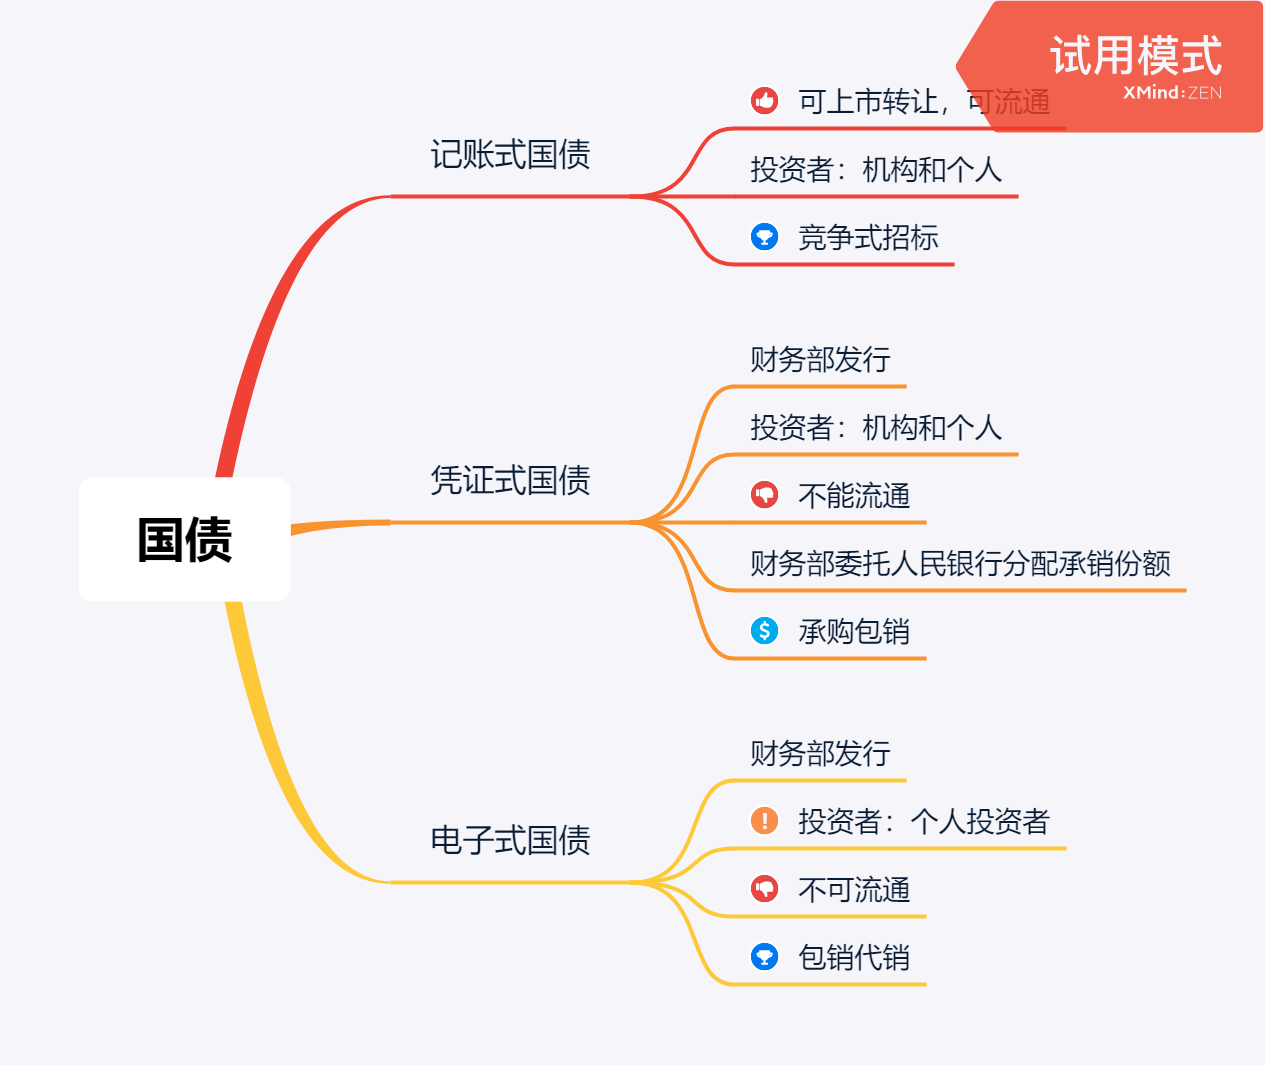 试用模式
XMind:ZEN
国债
记账式国债
可上市转让，可流通
投资者：机构和个人
竞争式招标
凭证式国债
财务部发行
投资者：机构和个人
不能流通
财务部委托人民银行分配承销份额
承购包销
电子式国债
财务部发行
投资者：个人投资者
不可流通
包销代销